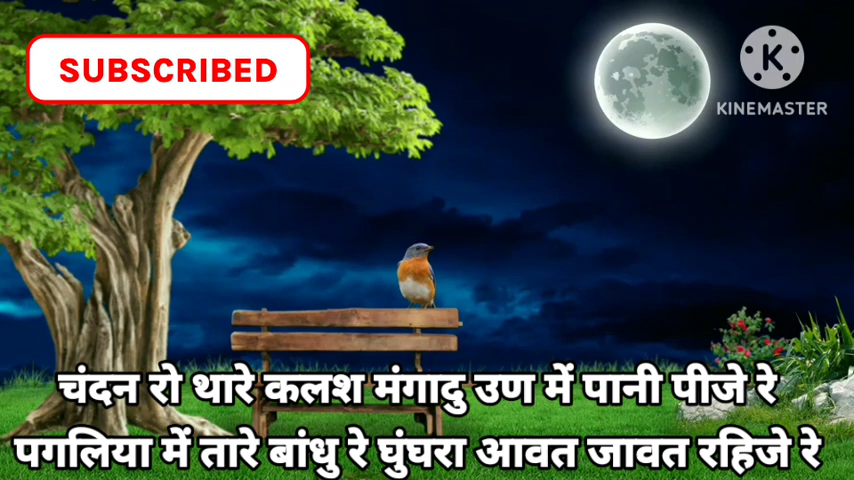 SUBSCRIBED
KINEMASTER
चंदन रो थारे कलश मंगादु उण में पानी पीजे रे
पगलिया में तारे बांधु रे घुंघरा आवत जावत रहिजे रे